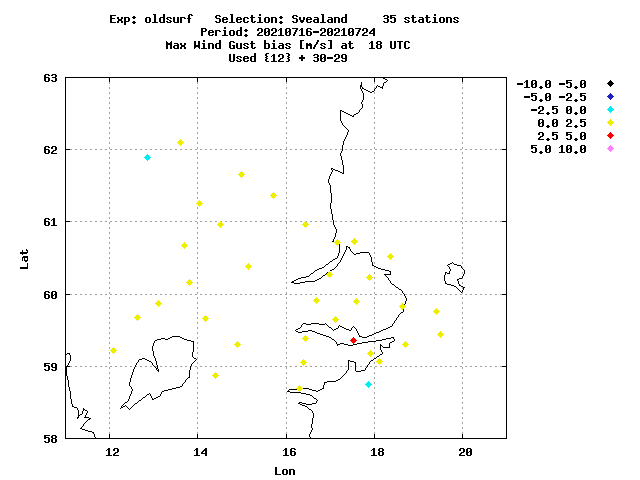 Exp: oldsurf   Selection: Svealand     35 stations
Period: 20210716-20210724
Max Wind Gust bias [m/s] at  18 UTC
Used {12} + 30-29
-10.0 -5.0
-5.0 -2.5
-2.5 0.0
0.0 2.5
2.5 5.0
5.0 10.0
63
62
61
60
59
58
Lat
12 14 16 18 20
Lon